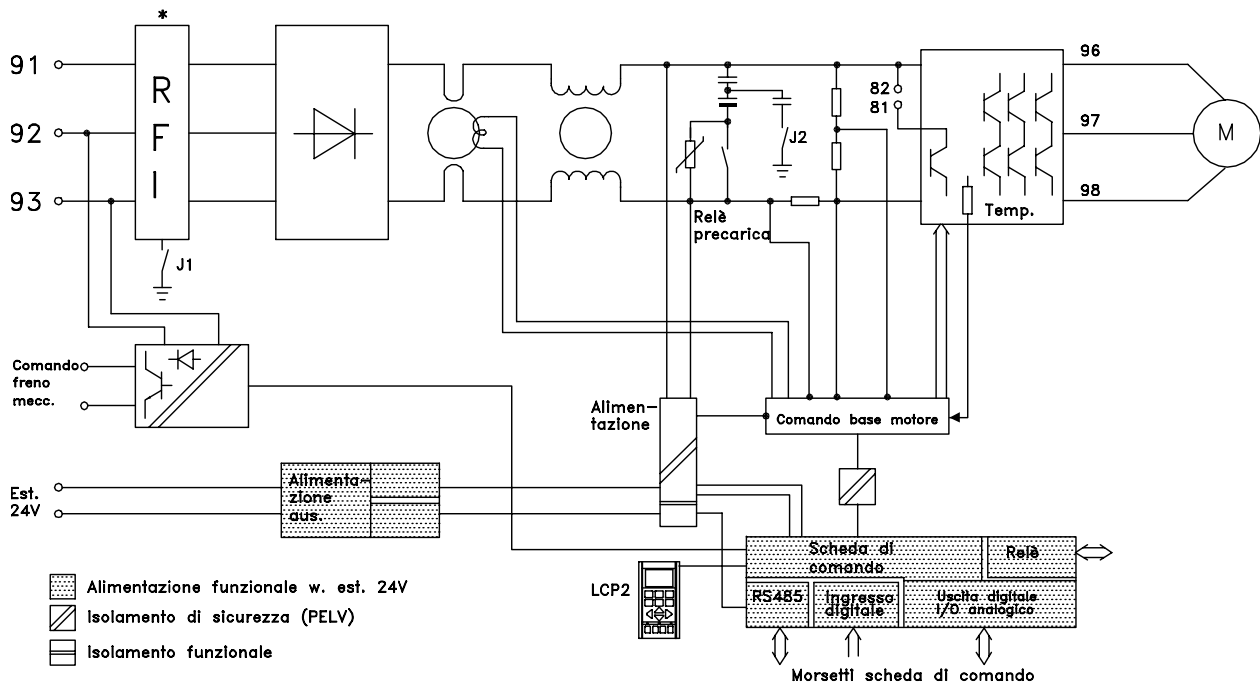 *
91
92
93
R
F
I
J1
J2
82
81
96
97
98
M
Temp.
Relè
precarica
Comando
freno
mecc.
Alimen-
tazione
Comando base motore
Est.
24V
Alimenta-
zione
aus.
Scheda di
comando
Relè
LCP2
RS485
Ingresso
digitale
Uscita digitale
I/O analogico
Alimentazione funzionale w. est. 24V
Isolamento di sicurezza (PELV)
Isolamento funzionale
Morsetti scheda di comando